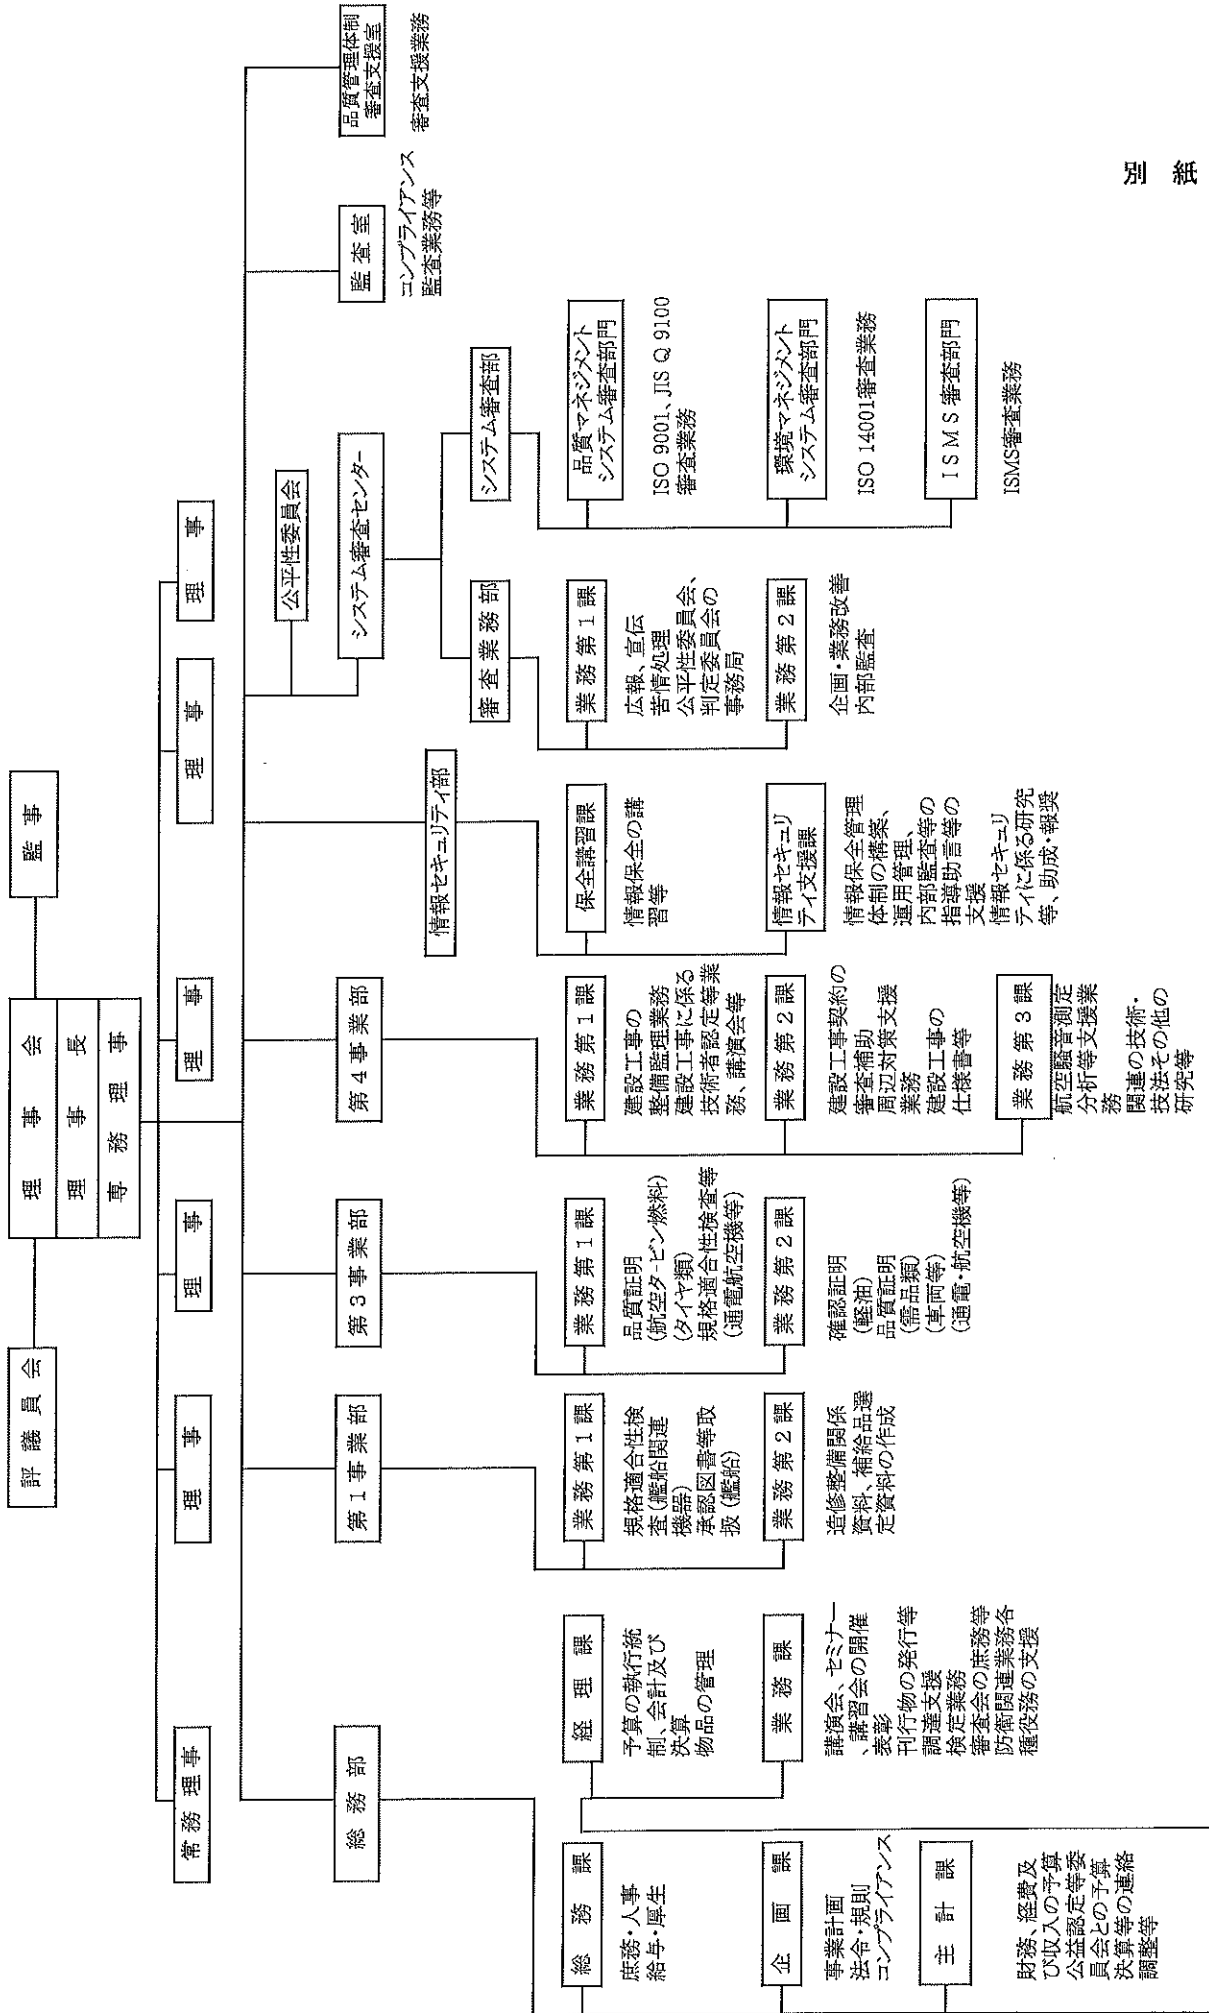 別　紙
評議員会
理事会
理事長
専務理事
監事
常務理事
理事
理事
理事
理事
理事
総務部
第1事業部
第3事業部
第4事業部
情報セキュリティ部
公平性委員会
システム審査センター
監査室
コンプライアンス
監査業務等
品質管理体制
審査支援室
審査支援業務
審査業務部
システム審査部
総務課
庶務・人事
給与・厚生
企画課
事業計画
法令・規則
コンプライアンス
主計課
財務、経費及
び収入の予算
公益認定等委
員会との予算
決算等の連絡
調整等
経理課
予算の執行統
制、会計及び
決算
物品の管理
業務課
講演会、セミナー
、講習会の開催
表彰
刊行物の発行等
調達支援
検定業務
審査会の庶務等
防衛関連業務各
種役務の支援
業務第1課
規格適合性検
査(艦船関連
機器)
承認図書等取
扱(艦船)
業務第2課
造修整備関係
資料、補給品選
定資料の作成
業務第1課
品質証明
(航空タービン燃料)
(タイヤ類)
規格適合性検査等
(通電航空機等)
業務第2課
確認証明
(軽油)
品質証明
(需品類)
(車両等)
(通電・航空機等)
業務第1課
建設工事の
整備監理業務
建設工事に係る
技術者認定等業
務、講演会等
業務第2課
建設工事契約の
審査補助
周辺対策支援
業務
建設工事の
仕様書等
業務第3課
航空騒音測定
分析等支援業
務
関連の技術・
技法その他の
研究等
保全講習課
情報保全の講
習等
情報セキュリ
ティ支援課
情報保全管理
体制の構築、
運用管理、
内部監査等の
指導助言等の
支援
情報セキュリ
ティに係る研究
等、助成・報奨
業務第1課
広報、宣伝
苦情処理
公平性委員会、
判定委員会の
事務局
業務第2課
企画・業務改善
内部監査
品質マネジメント
システム審査部門
ISO 9001、JIS Q 9100
審査業務
環境マネジメント
システム審査部門
ISO 14001審査業務
ISMS審査部門
ISMS審査業務